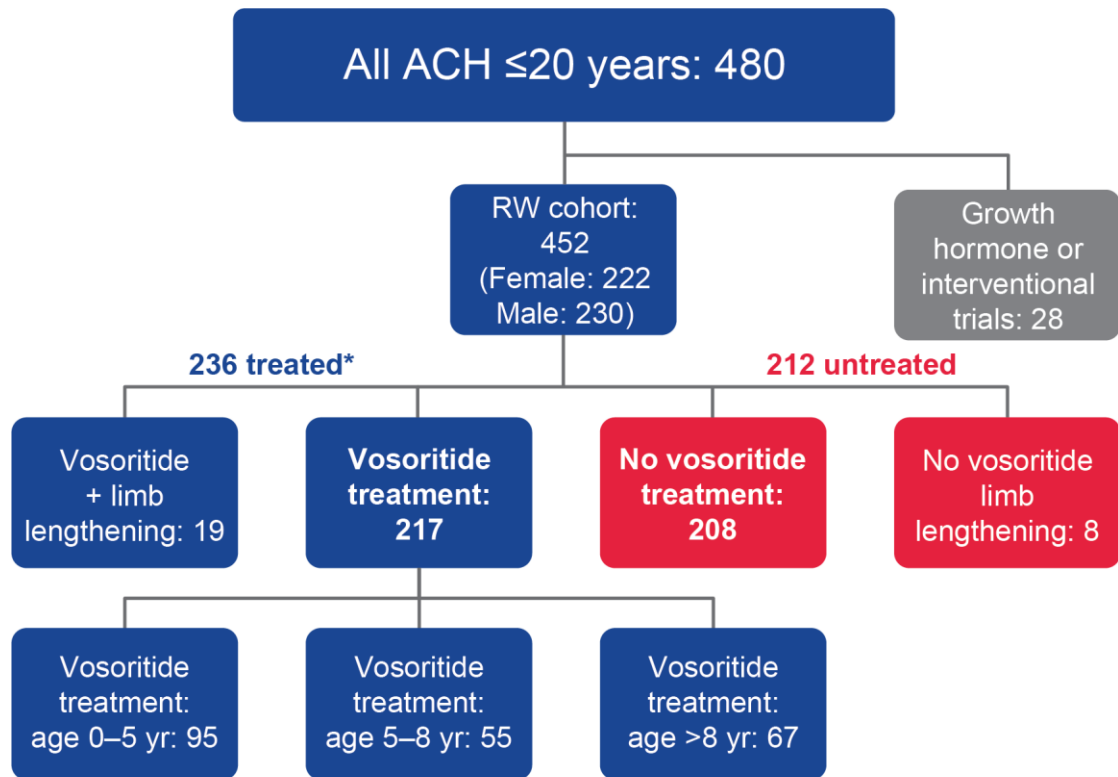 All ACH ≤20 years: 480
RW cohort:
452
(Female: 222
Male: 230)
Growth
hormone or
interventional
trials: 28
236 treated*
212 untreated
Vosoritide
+ limb
lengthening: 19
Vosoritide
treatment:
217
No vosoritide
treatment:
208
No vosoritide
limb
lengthening: 8
Vosoritide
treatment:
age 0–5 yr: 95
Vosoritide
treatment:
age 5–8 yr: 55
Vosoritide
treatment:
age >8 yr: 67